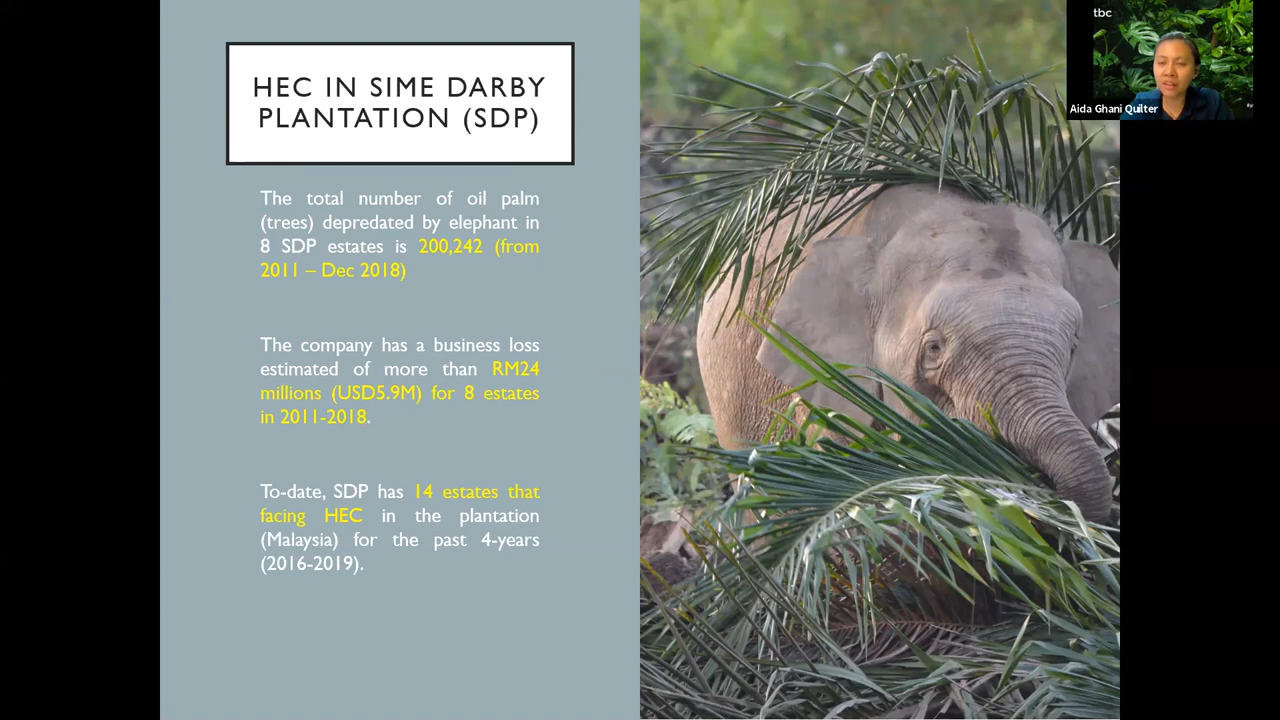 HEC IN SIME DARBY
PLANTATION (SDP)
The total number of oil palm
(trees) depredated by elephant in
8 SDP estates is 200,242 (from
2011 – Dec 2018)
The company has a business loss
estimated of more than RM24
millions (USD5.9M) for 8 estates
in 2011-2018.
To-date, SDP has 14 estates that
facing HEC in the plantation
(Malaysia) for the past 4-years
(2016-2019).
tbc
Aida Ghani Quilter